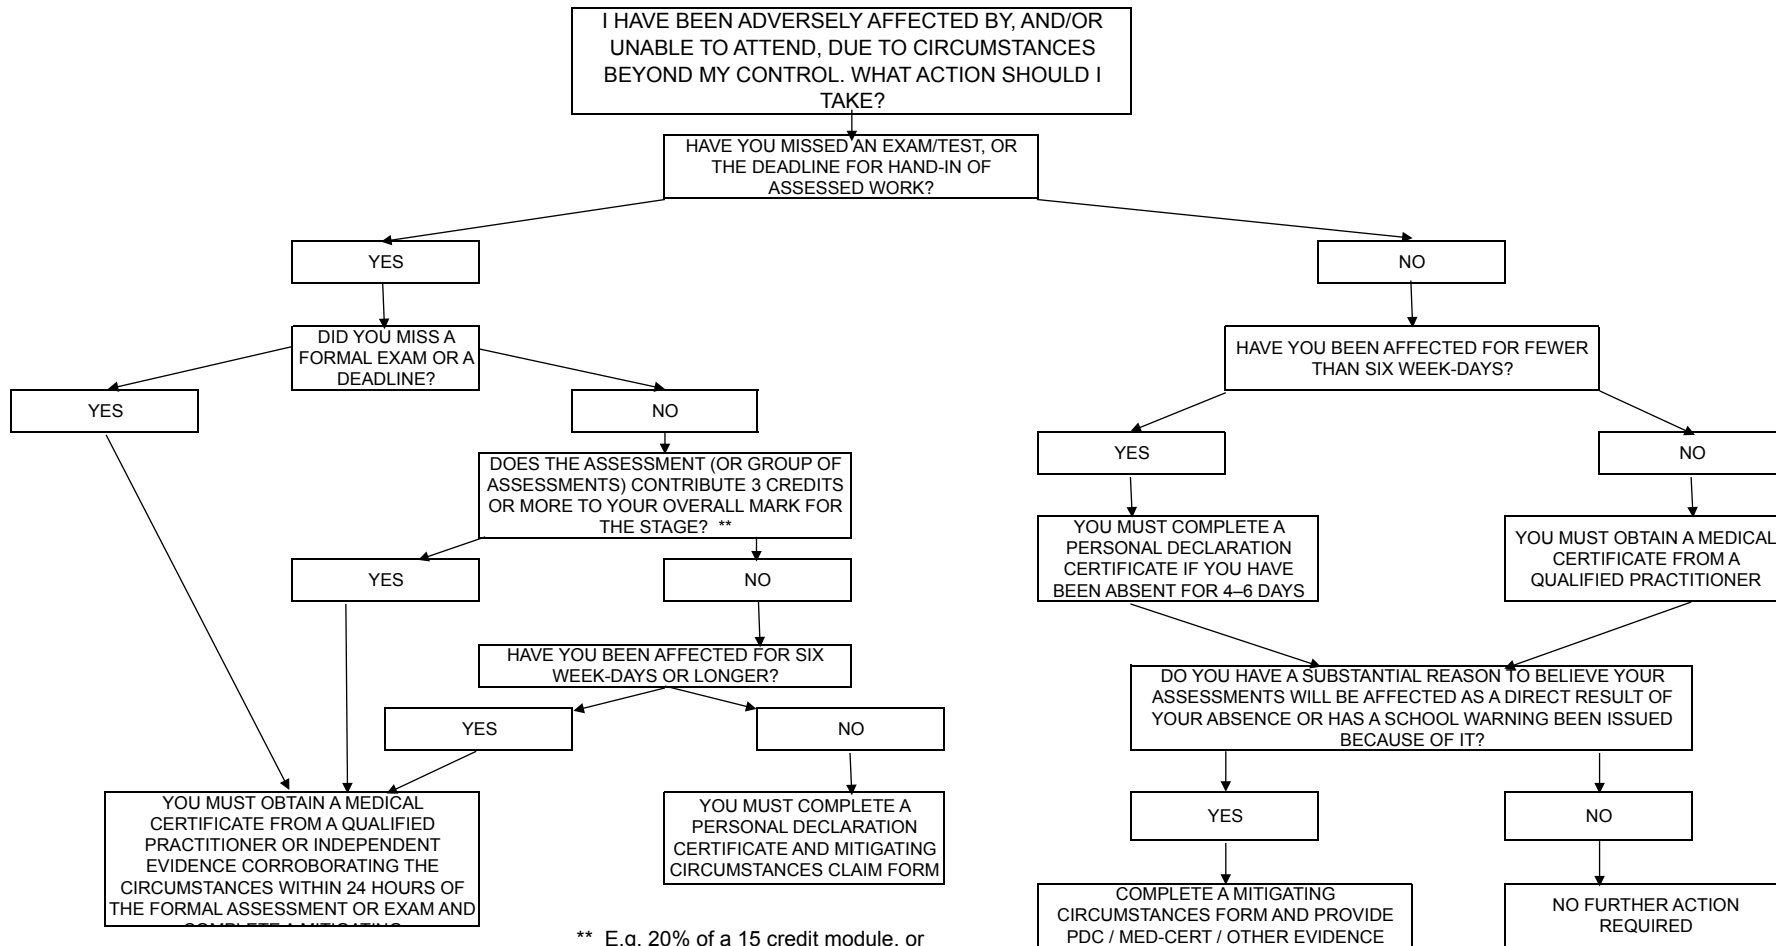 I HAVE BEEN ADVERSELY AFFECTED BY, AND/OR
UNABLE TO ATTEND, DUE TO CIRCUMSTANCES
BEYOND MY CONTROL. WHAT ACTION SHOULD I
TAKE?
HAVE YOU MISSED AN EXAM/TEST, OR
THE DEADLINE FOR HAND-IN OF
ASSESSED WORK?
YES
NO
DID YOU MISS A
FORMAL EXAM OR A
DEADLINE?
HAVE YOU BEEN AFFECTED FOR FEWER
THAN SIX WEEK-DAYS?
YES
NO
YES
NO
DOES THE ASSESSMENT (OR GROUP OF
ASSESSMENTS) CONTRIBUTE 3 CREDITS
OR MORE TO YOUR OVERALL MARK FOR
THE STAGE? **
YOU MUST COMPLETE A
PERSONAL DECLARATION
CERTIFICATE IF YOU HAVE
BEEN ABSENT FOR 4–6 DAYS
YOU MUST OBTAIN A MEDICAL
CERTIFICATE FROM A
QUALIFIED PRACTITIONER
YES
NO
HAVE YOU BEEN AFFECTED FOR SIX
WEEK-DAYS OR LONGER?
DO YOU HAVE A SUBSTANTIAL REASON TO BELIEVE YOUR
ASSESSMENTS WILL BE AFFECTED AS A DIRECT RESULT OF
YOUR ABSENCE OR HAS A SCHOOL WARNING BEEN ISSUED
BECAUSE OF IT?
YES
NO
YOU MUST OBTAIN A MEDICAL
CERTIFICATE FROM A QUALIFIED
PRACTITIONER OR INDEPENDENT
EVIDENCE CORROBORATING THE
CIRCUMSTANCES WITHIN 24 HOURS OF
THE FORMAL ASSESSMENT OR EXAM AND
COMPLETE A MITIGATING
YOU MUST COMPLETE A
PERSONAL DECLARATION
CERTIFICATE AND MITIGATING
CIRCUMSTANCES CLAIM FORM
YES
NO
COMPLETE A MITIGATING
CIRCUMSTANCES FORM AND PROVIDE
PDC / MED-CERT / OTHER EVIDENCE
NO FURTHER ACTION
REQUIRED
** E.g. 20% of a 15 credit module, or